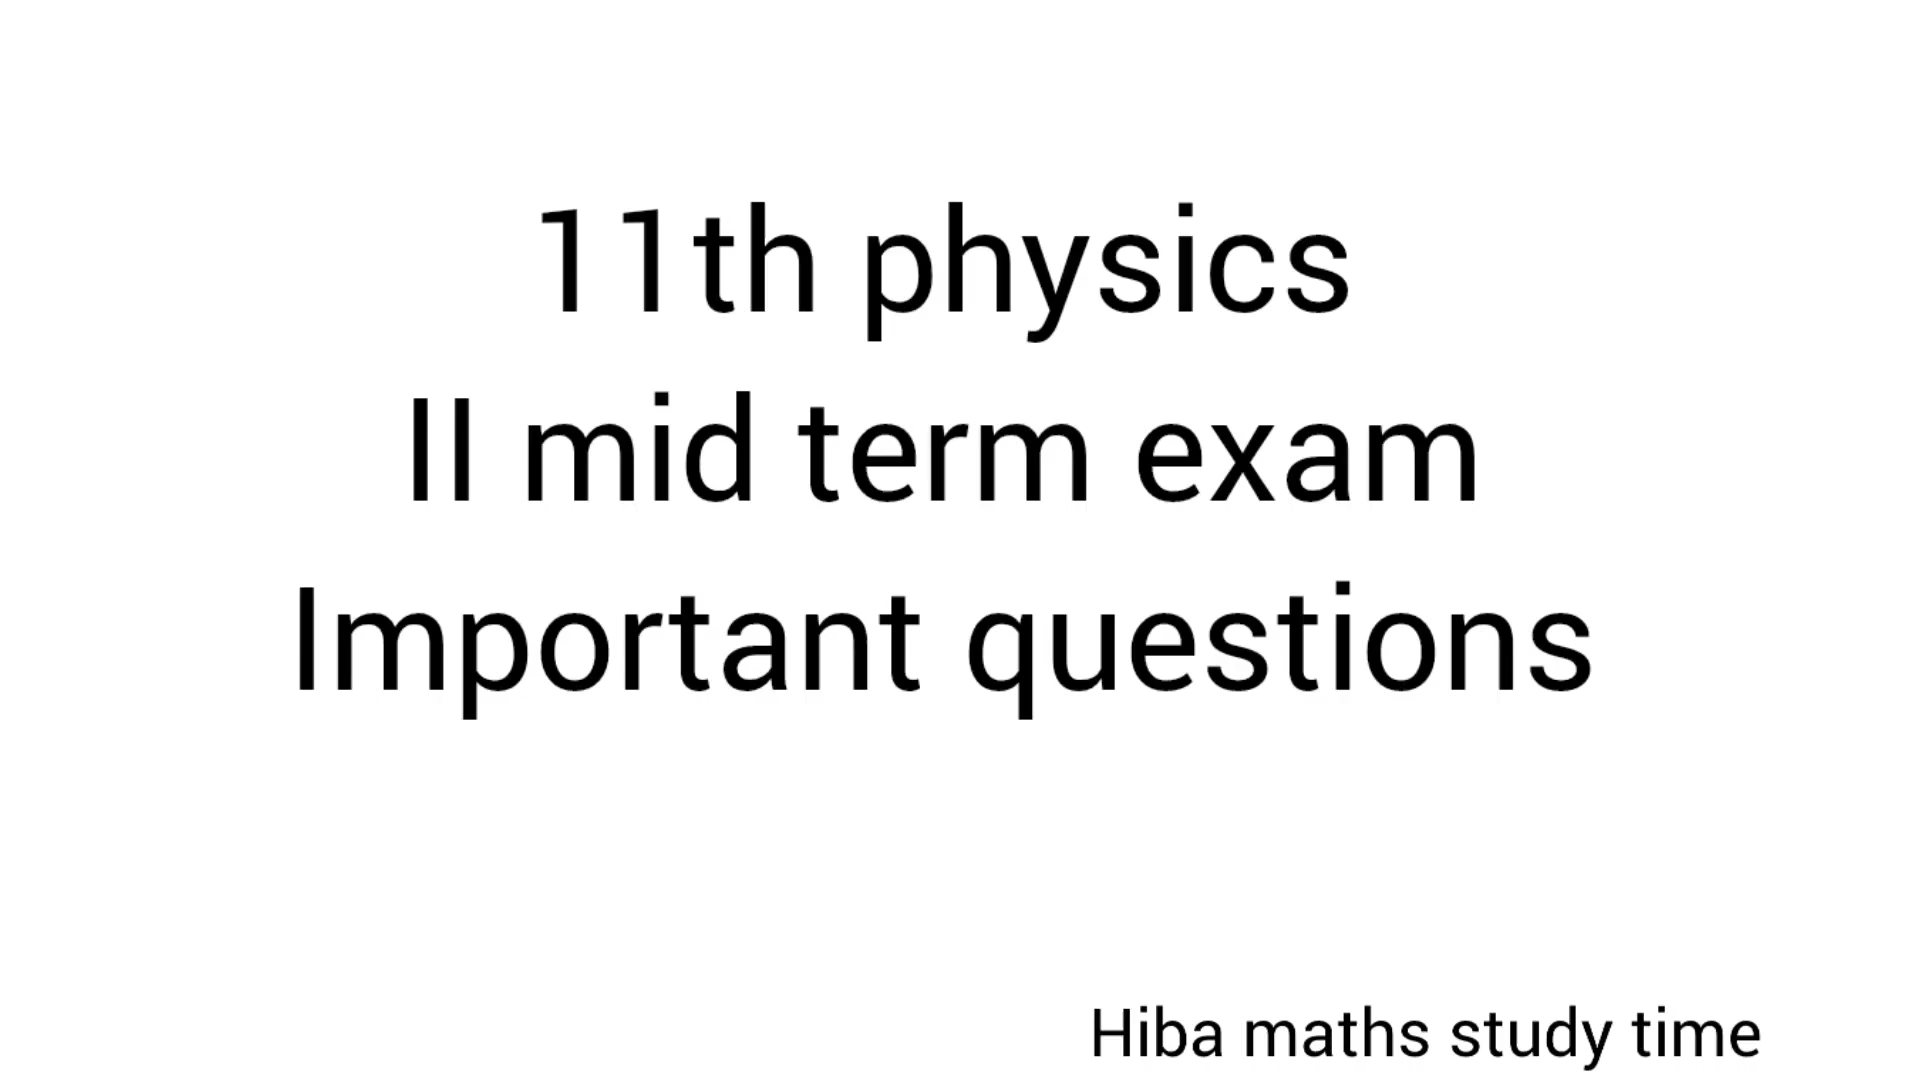 11th physics
II mid term exam
Important questions
Hiba maths study time